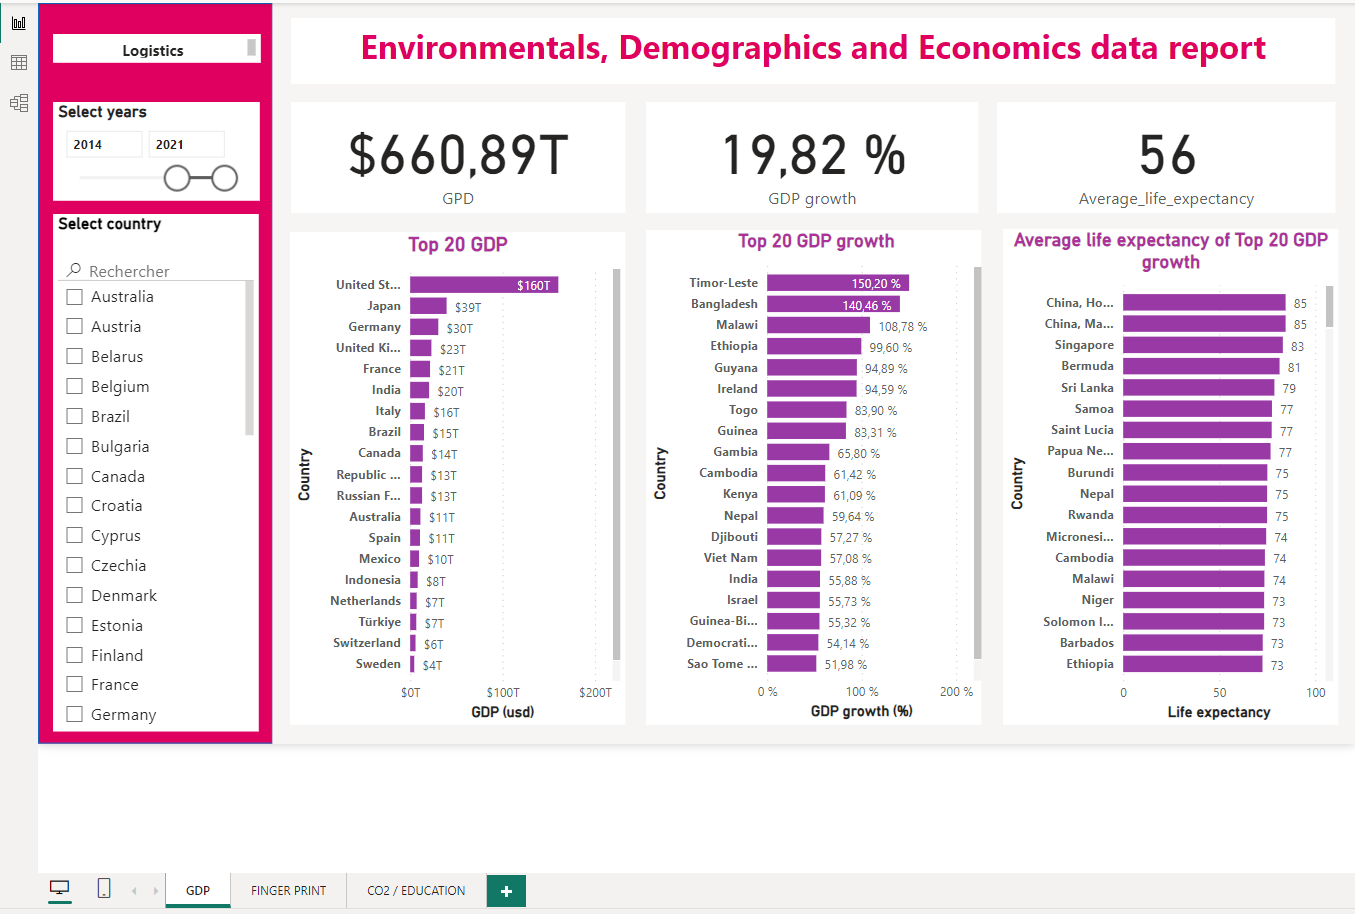 Logistics
Environmentals, Demographics and Economics data report
Select years
2014
2021
$660,89T
GPD
19,82 %
GDP growth
56
Average_life_expectancy
Select country
Rechercher
Australia
Austria
Belarus
Belgium
Brazil
Bulgaria
Canada
Croatia
Cyprus
Czechia
Denmark
Estonia
Finland
France
Germany
Top 20 GDP
Country
United St... $160T
Japan $39T
Germany $30T
United Ki... $23T
France $21T
India $20T
Italy $16T
Brazil $15T
Canada $14T
Republic ... $13T
Russian F... $13T
Australia $11T
Spain $11T
Mexico $10T
Indonesia $8T
Netherlands $7T
Türkiye $7T
Switzerland $6T
Sweden $4T
$0T $100T $200T
GDP (usd)
Top 20 GDP growth
Country
Timor-Leste 150,20 %
Bangladesh 140,46 %
Malawi 108,78 %
Ethiopia 99,60 %
Guyana 94,89 %
Ireland 94,59 %
Togo 83,90 %
Guinea 83,31 %
Gambia 65,80 %
Cambodia 61,42 %
Kenya 61,09 %
Nepal 59,64 %
Djibouti 57,27 %
Viet Nam 57,08 %
India 55,88 %
Israel 55,73 %
Guinea-Bi... 55,32 %
Democrati... 54,14 %
Sao Tome ... 51,98 %
0 % 100 % 200 %
GDP growth (%)
Average life expectancy of Top 20 GDP
growth
Country
China, Ho... 85
China, Ma... 85
Singapore 83
Bermuda 81
Sri Lanka 79
Samoa 77
Saint Lucia 77
Papua Ne... 77
Burundi 75
Nepal 75
Rwanda 75
Micronesi... 74
Cambodia 74
Malawi 74
Niger 73
Solomon I... 73
Barbados 73
Ethiopia 73
0 50 100
Life expectancy
GDP
FINGER PRINT
CO2 / EDUCATION